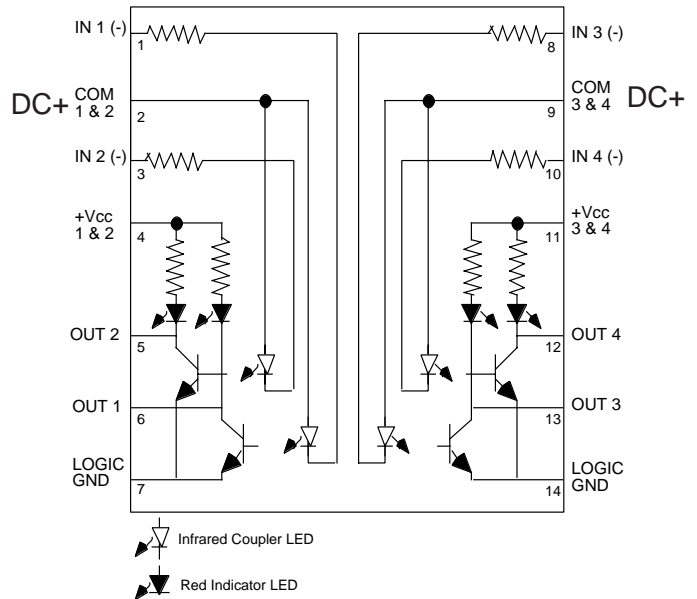 IN 1 (-)
1
DC+
COM
1 & 2
2
IN 2 (-)
3
+Vcc
1 & 2
4
OUT 2
5
OUT 1
6
LOGIC
GND
7
IN 3 (-)
8
COM
3 & 4
DC+
9
IN 4 (-)
10
+Vcc
3 & 4
11
OUT 4
12
OUT 3
13
LOGIC
GND
14
Infrared Coupler LED
Red Indicator LED